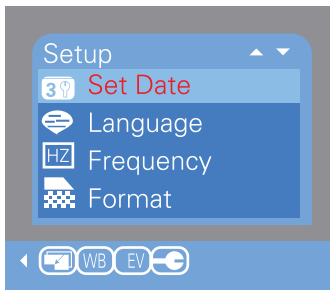 Setup
3 Set Date
Language
HZ Frequency
Format
WB EV